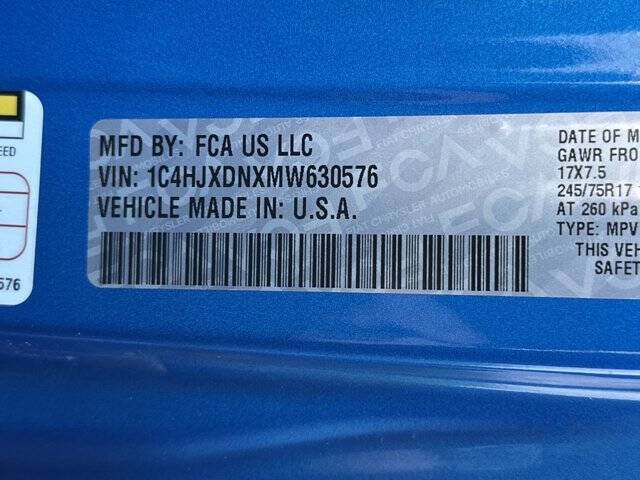 EED
576
MFD BY: FCA US LLC
VIN: 1C4HJXDNXMW630576
VEHICLE MADE IN: U.S.A.
DATE OF M
GAWR FRO
17X7.5
245/75R17
AT 260 kPa
TYPE: MPV
THIS VEH
SAFET